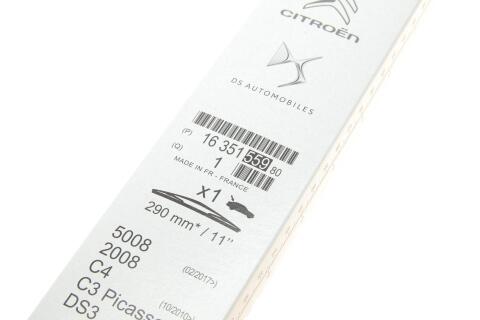 CITROËN
DS AUTOMOBILES
(P) 16 351 559 80
(Q) 1
MADE IN FR - FRANCE
x1
290 mm* / 11''
5008
2008 (02/2017>)
C4
C3 Picasso (10/2010>)
DS3